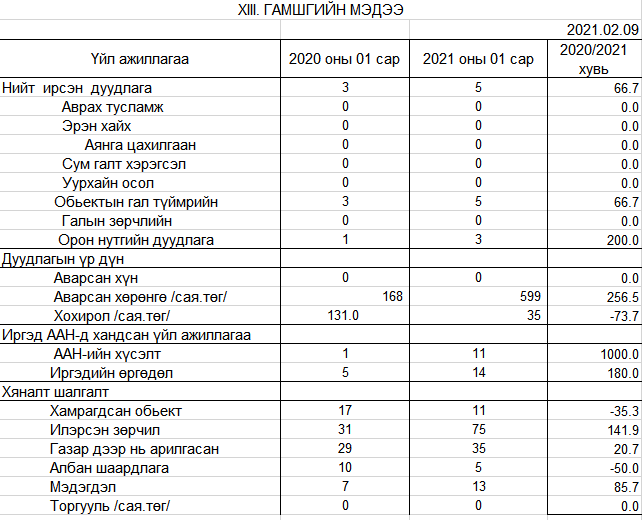 XIII. ГАМШГИЙН МЭДЭЭ
2021.02.09
Үйл ажиллагаа 2020 оны 01 сар 2021 оны 01 сар 2020/2021 хувь
Нийт ирсэн дуудлага 3 5 66.7
Аврах тусламж 0 0 0.0
Эрэн хайх 0 0 0.0
Аянга цахилгаан 0 0 0.0
Сум галт хэрэгсэл 0 0 0.0
Уурхайн осол 0 0 0.0
Обьектын гал түймрийн 3 5 66.7
Галын зөрчлийн 0 0 0.0
Орон нутгийн дуудлага 1 3 200.0
Дуудлагын үр дүн
Аварсан хүн 0 0 0.0
Аварсан хөрөнгө /сая.төг/ 168 599 256.5
Хохирол /сая.төг/ 131.0 35 -73.7
Иргэд ААН-д хандсан үйл ажиллагаа
ААН-ийн хүсэлт 1 11 1000.0
Иргэдийн өргөдөл 5 14 180.0
Хяналт шалгалт
Хамрагдсан обьект 17 11 -35.3
Илэрсэн зөрчил 31 75 141.9
Газар дээр нь арилгасан 29 35 20.7
Албан шаардлага 10 5 -50.0
Мэдэгдэл 7 13 85.7
Торгууль /сая.төг/ 0 0 0.0